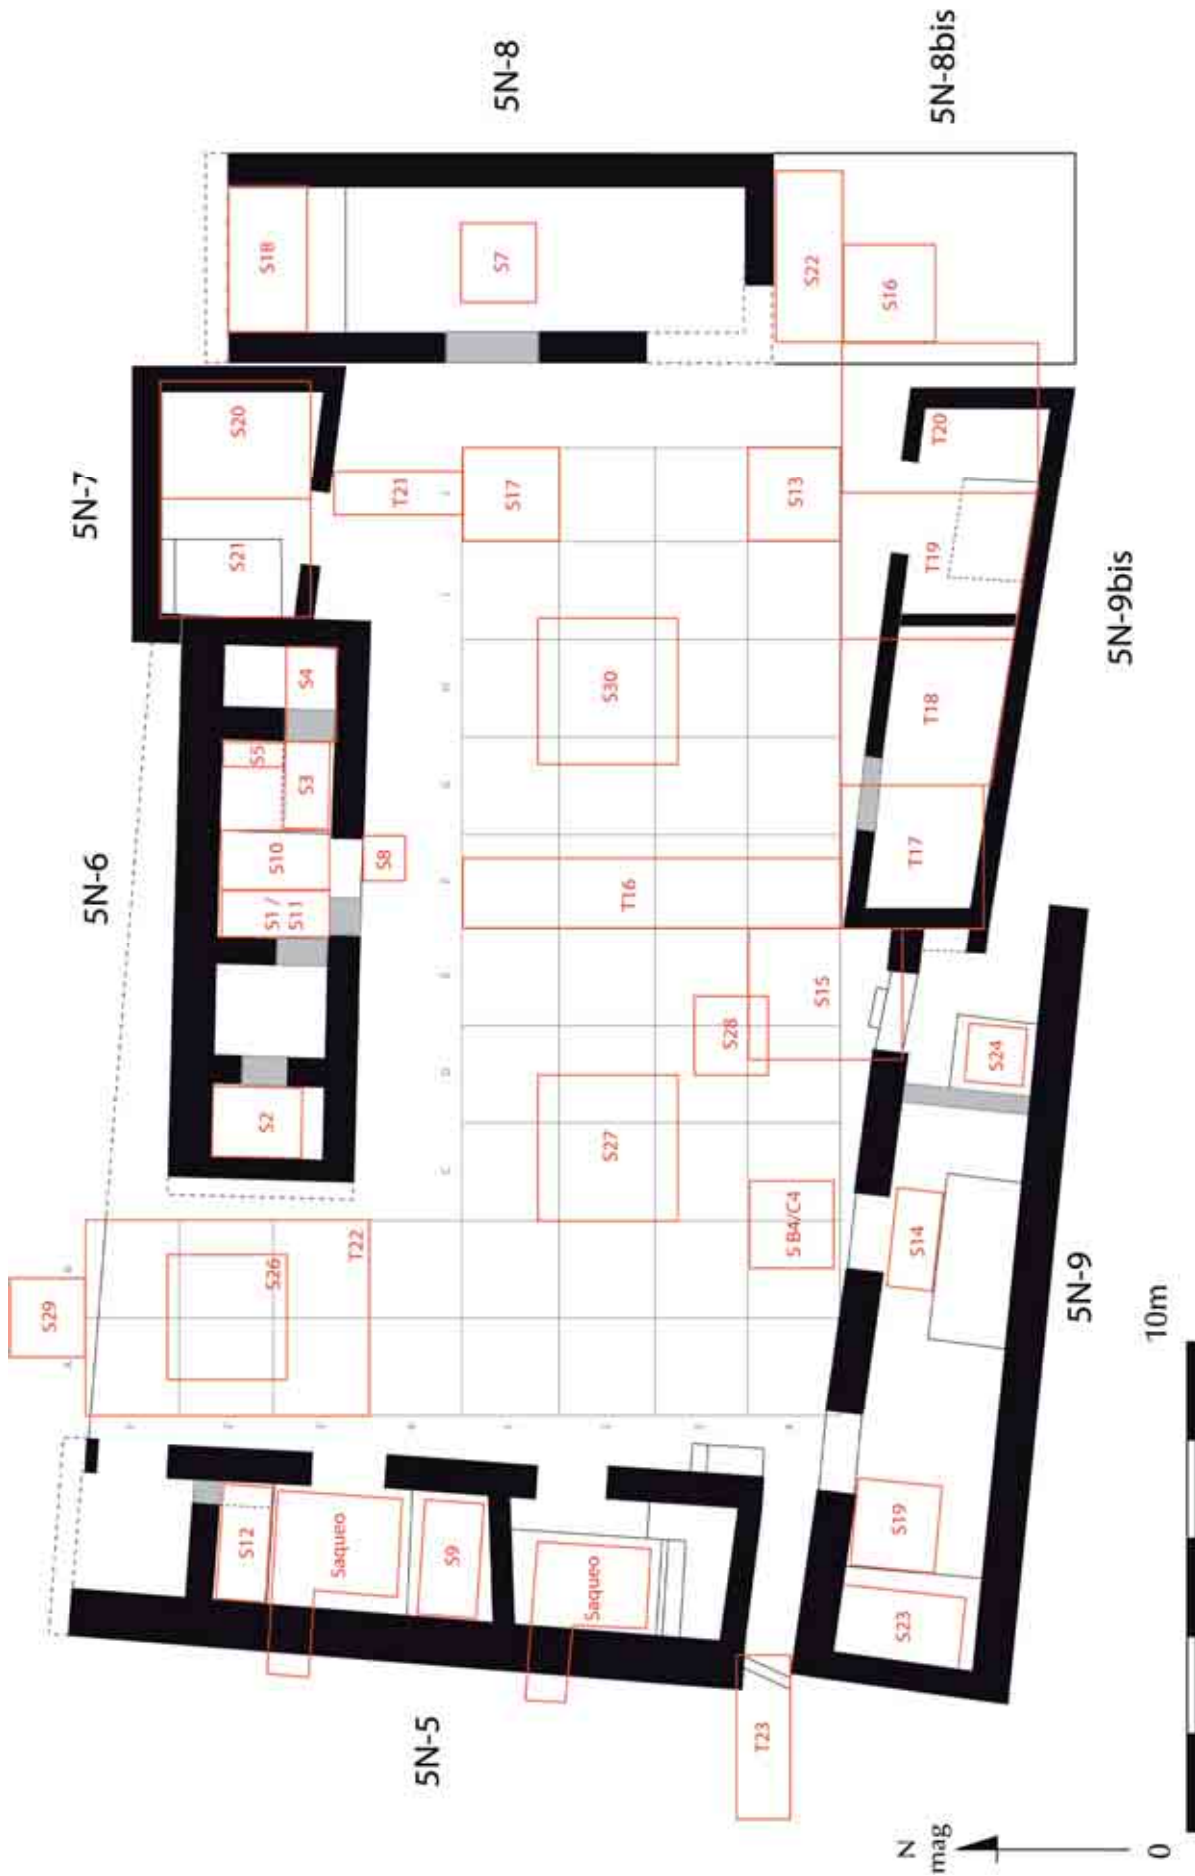 S29
5N-7
5N-6
S20
S21
S12
S18
S2
S1 /
S11
S10
S5
S3
S4
S26
T22
Saqueo
S8
T21
5N-5
S9
C
D
S7
5N-8
S17
Saqueo
S27
S30
T16
S28
T23
S B4/C4
S15
S13
S22
S16
S19
S23
S14
T17
T18
T19
T20
5N-8bis
S24
N
mag
5N-9
5N-9bis
0
10m